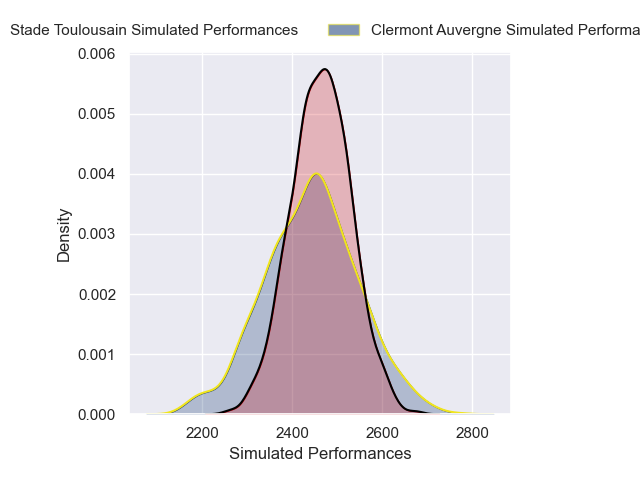 Stade Toulousain Simulated Performances
Clermont Auvergne Simulated Performa
0.006
0.005
0.004
0.003
0.002
0.001
0.000
Density
2200 2400 2600 2800
Simulated Performances